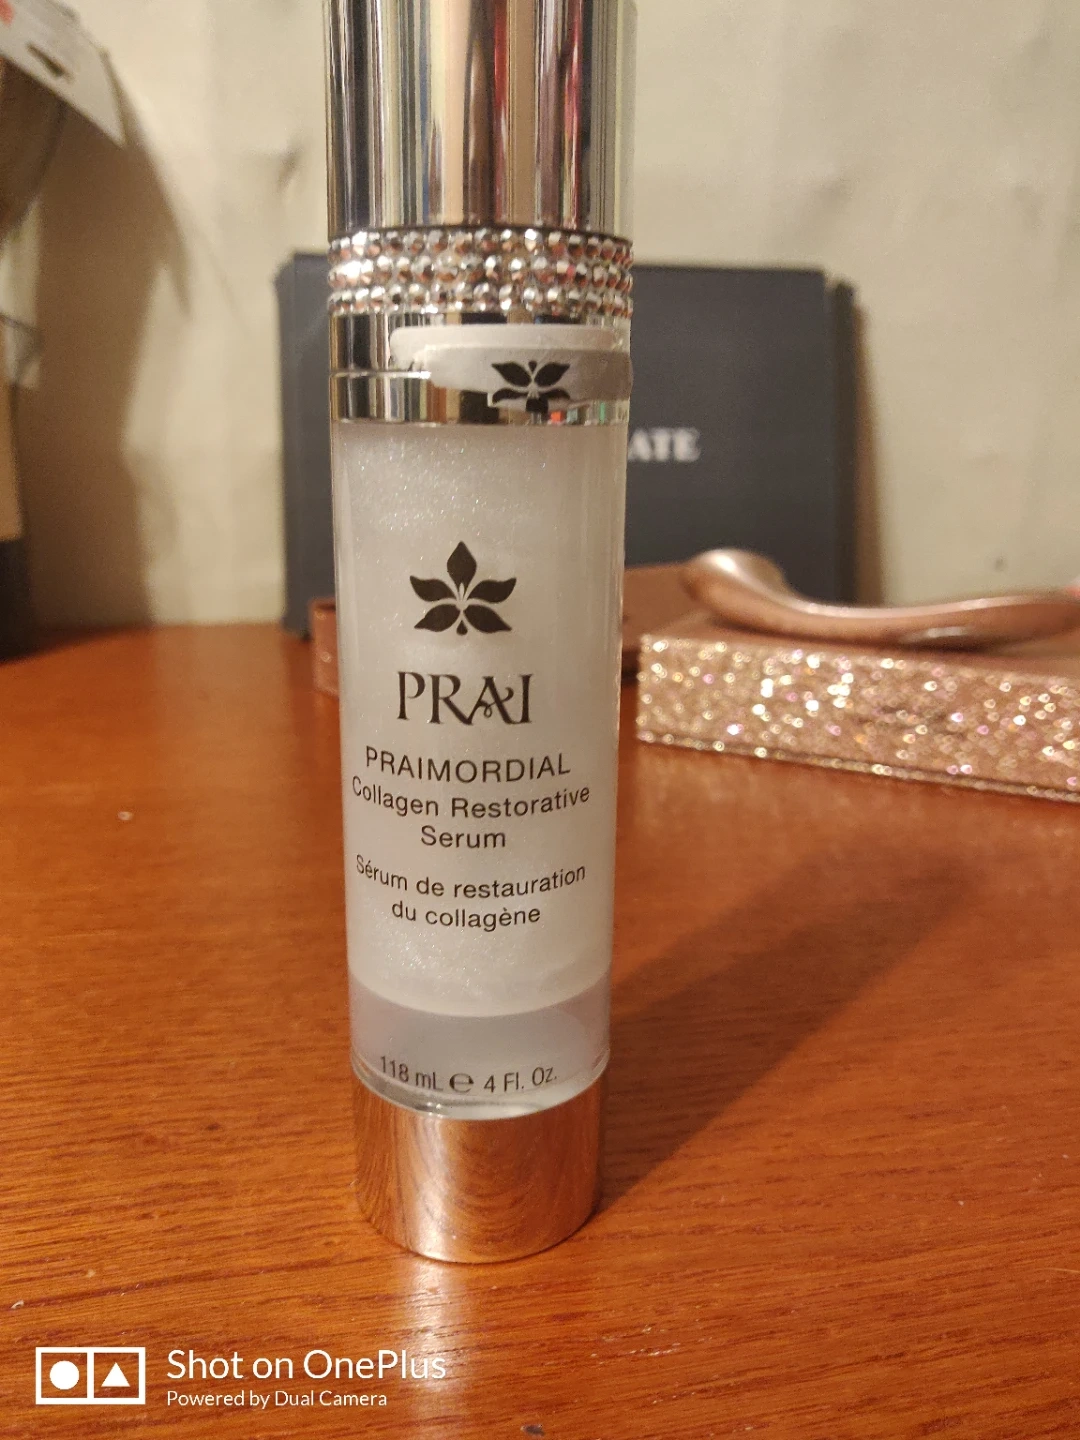 ATE
PRAI
PRAIMORDIAL
Collagen Restorative
Serum
Sérum de restauration
du collagène
118 mL ℮ 4 Fl. Oz.
Shot on OnePlus
Powered by Dual Camera